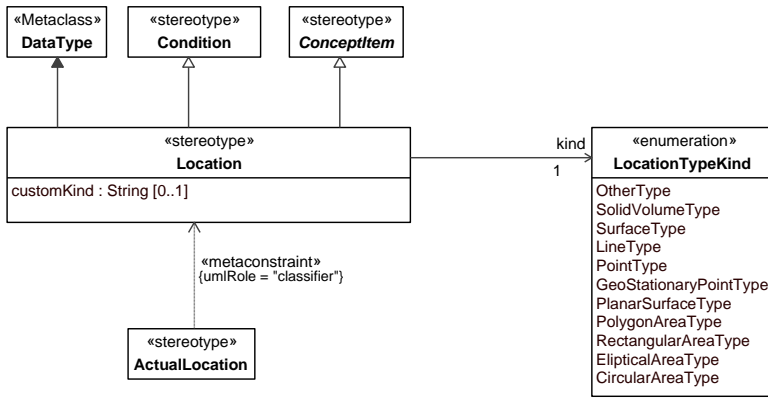 «Metaclass»
DataType
«stereotype»
Condition
«stereotype»
ConceptItem
«stereotype»
Location
customKind : String [0..1]
kind
1
«enumeration»
LocationTypeKind
OtherType
SolidVolumeType
SurfaceType
LineType
PointType
GeoStationaryPointType
PlanarSurfaceType
PolygonAreaType
RectangularAreaType
ElipticalAreaType
CircularAreaType
«metaconstraint»
{umlRole = "classifier"}
«stereotype»
ActualLocation